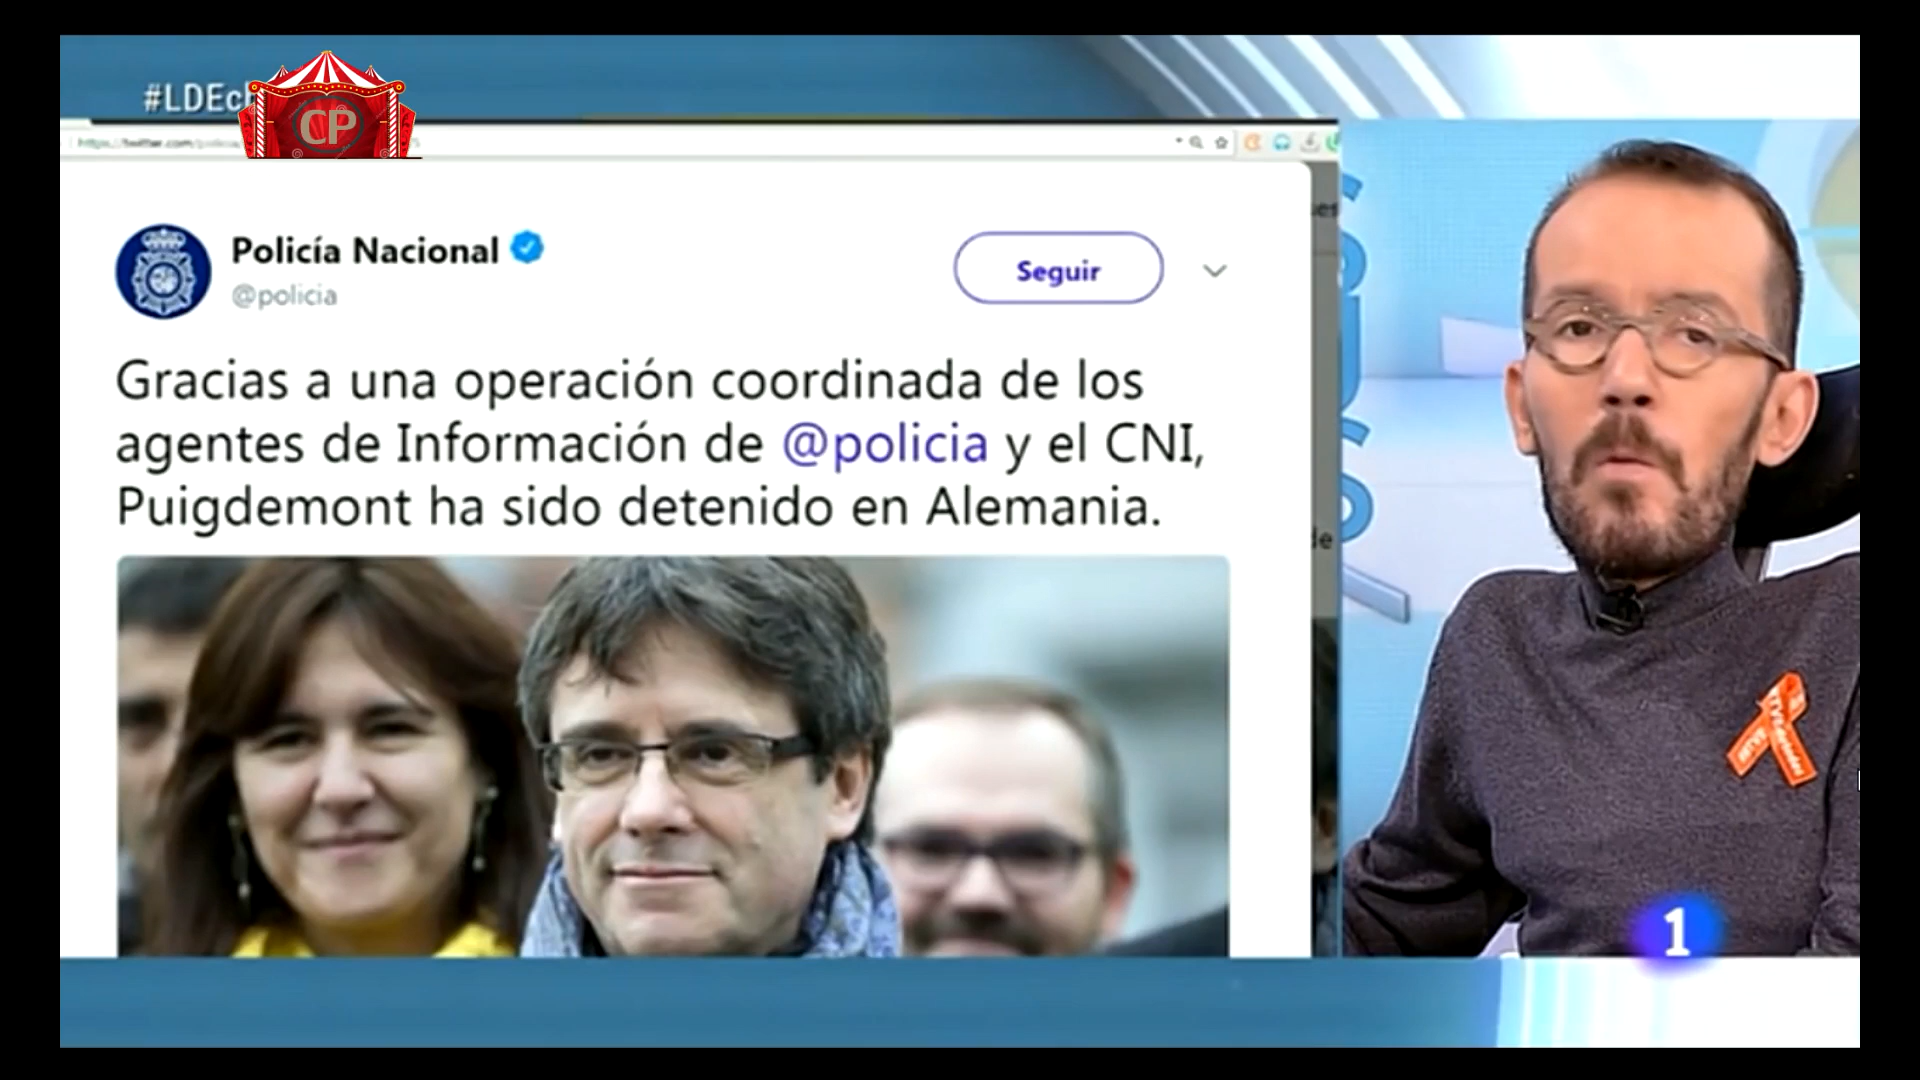 #LDEc
CP
Policía Nacional
@policia
Seguir
Gracias a una operación coordinada de los
agentes de Información de @policia y el CNI,
Puigdemont ha sido detenido en Alemania.
1